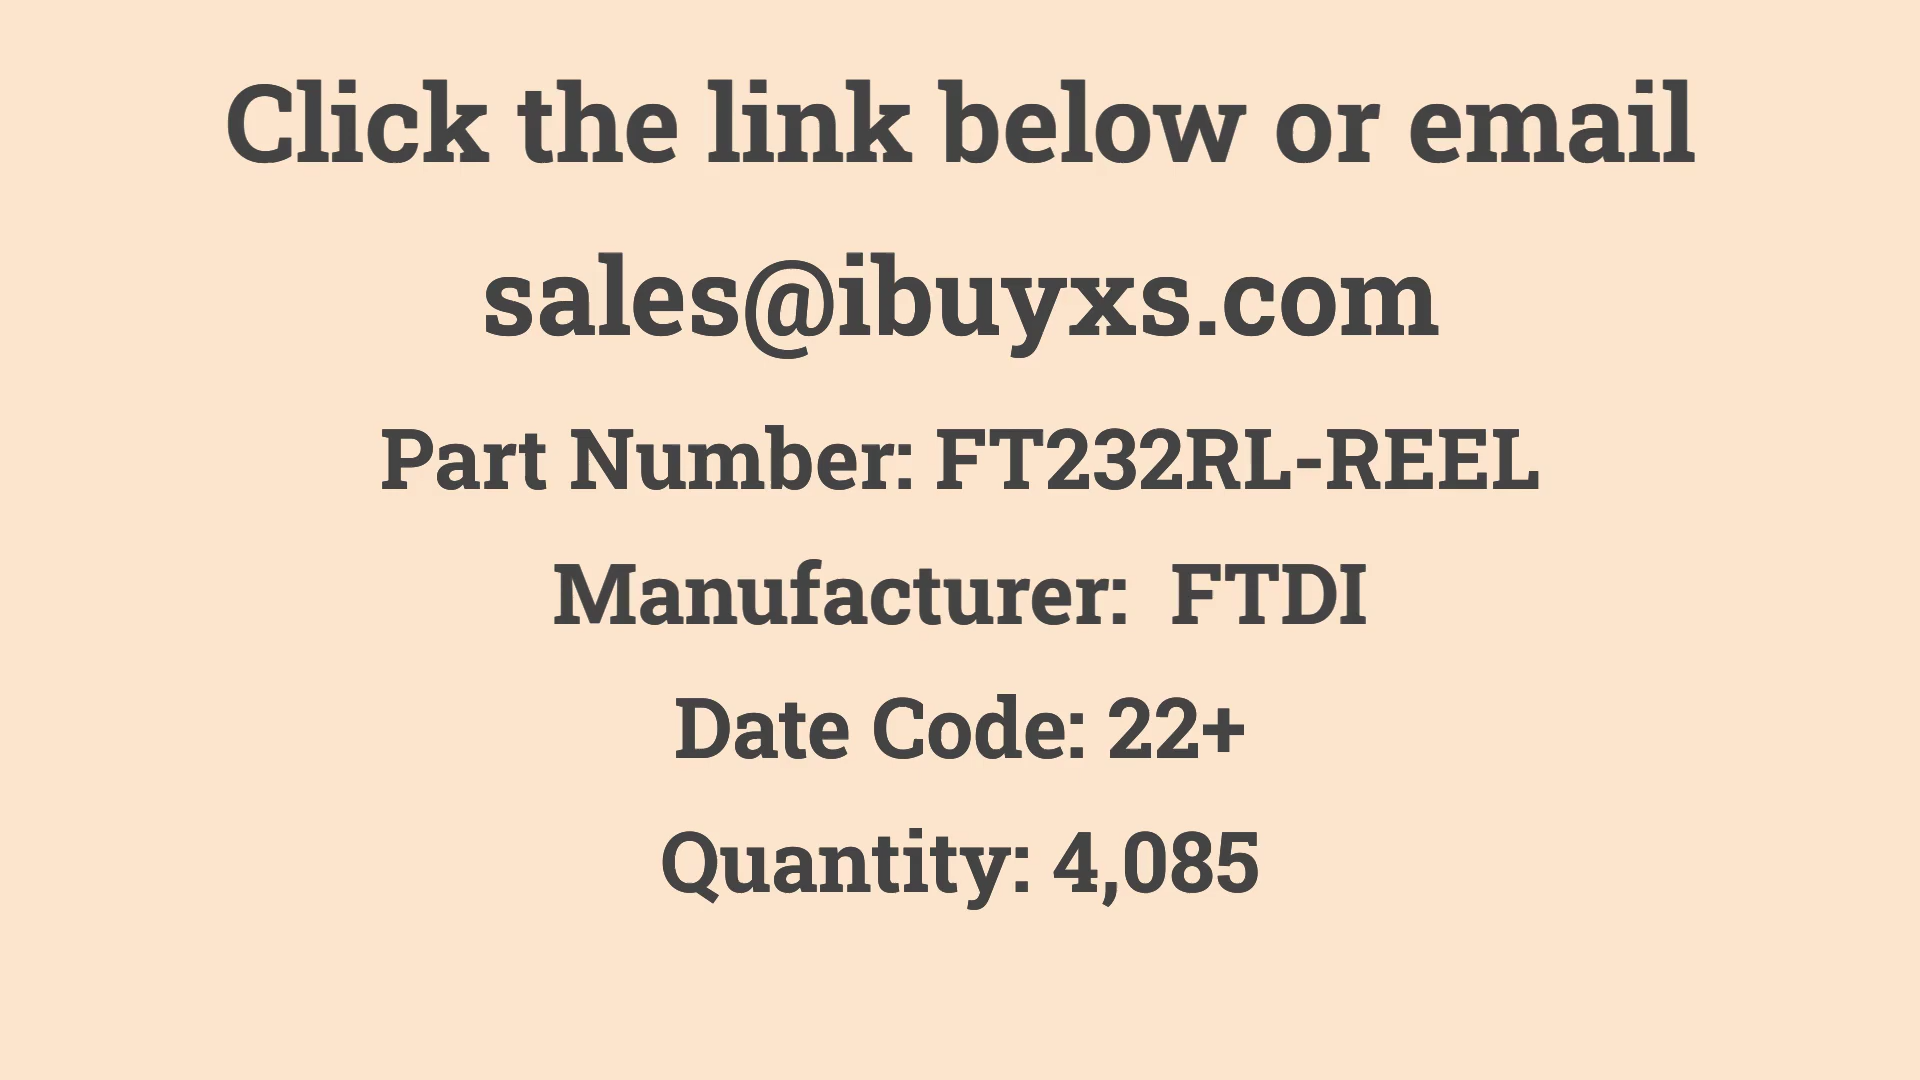 Click the link below or email
sales@ibuyxs.com
Part Number: FT232RL-REEL
Manufacturer:  FTDI
Date Code: 22+
Quantity: 4,085